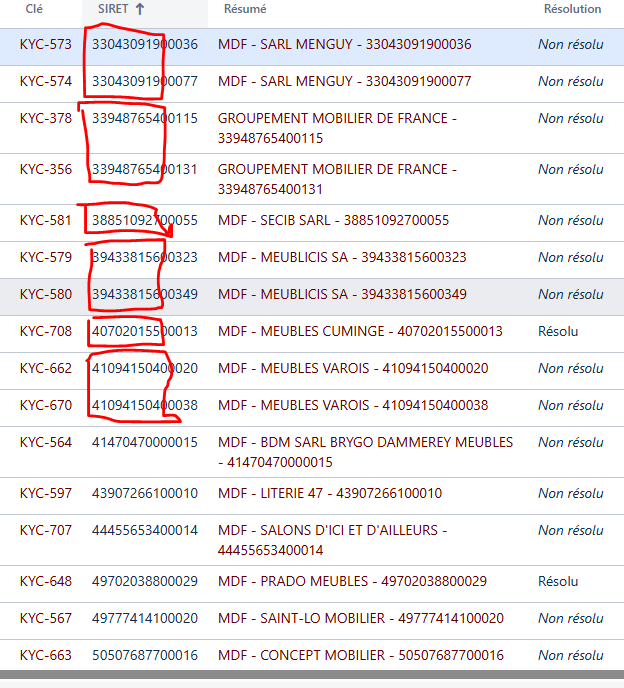 Clé SIRET ↑ Résumé Résolution
KYC-573 33043091900036 MDF - SARL MENGUY - 33043091900036 Non résolu
KYC-574 33043091900077 MDF - SARL MENGUY - 33043091900077 Non résolu
KYC-378 33948765400115 GROUPEMENT MOBILIER DE FRANCE - Non résolu
33948765400115
KYC-356 33948765400131 GROUPEMENT MOBILIER DE FRANCE - Non résolu
33948765400131
KYC-581 38851092700055 MDF - SECIB SARL - 38851092700055 Non résolu
KYC-579 39433815600323 MDF - MEUBLICIS SA - 39433815600323 Non résolu
KYC-580 39433815600349 MDF - MEUBLICIS SA - 39433815600349 Non résolu
KYC-708 40702015500013 MDF - MEUBLES CUMINGE - 40702015500013 Résolu
KYC-662 41094150400020 MDF - MEUBLES VAROIS - 41094150400020 Non résolu
KYC-670 41094150400038 MDF - MEUBLES VAROIS - 41094150400038 Non résolu
KYC-564 41470470000015 MDF - BDM SARL BRYGO DAMMEREY MEUBLES Non résolu
- 41470470000015
KYC-597 43907266100010 MDF - LITERIE 47 - 43907266100010 Non résolu
KYC-707 44455653400014 MDF - SALONS D'ICI ET D'AILLEURS - Non résolu
44455653400014
KYC-648 49702038800029 MDF - PRADO MEUBLES - 49702038800029 Résolu
KYC-567 49777414100020 MDF - SAINT-LO MOBILIER - 49777414100020 Non résolu
KYC-663 50507687700016 MDF - CONCEPT MOBILIER - 50507687700016 Non résolu